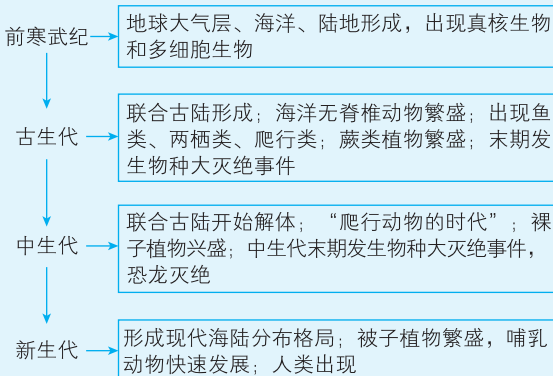 前寒武纪
地球大气层、海洋、陆地形成，出现真核生物
和多细胞生物
古生代
联合古陆形成；海洋无脊椎动物繁盛；出现鱼
类、两栖类、爬行类；蕨类植物繁盛；末期发
生物种大灭绝事件
中生代
联合古陆开始解体；“爬行动物的时代”；裸
子植物兴盛；中生代末期发生物种大灭绝事件，
恐龙灭绝
新生代
形成现代海陆分布格局；被子植物繁盛，哺乳
动物快速发展；人类出现